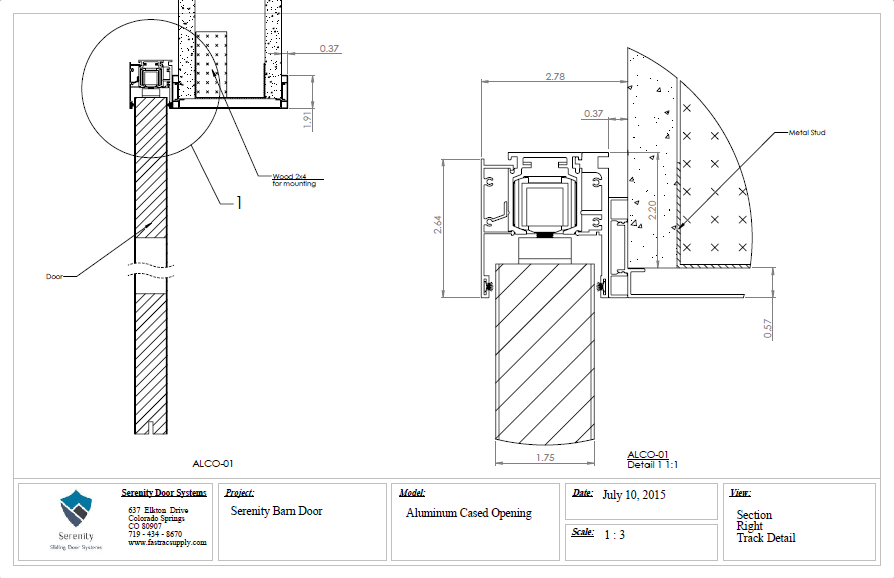 0.37
1.91
Wood 2x4
for mounting
1
Door
ALCO-01
2.78
0.37
Metal Stud
2.64
2.20
0.57
1.75
ALCO-01
Detail 1 1:1
Serenity
Sliding Door Systems
Serenity Door Systems
637 Elkton Drive
Colorado Springs
CO 80907
719 - 434 - 8670
www.fastracsupply.com
Project:
Serenity Barn Door
Model:
Aluminum Cased Opening
Date: July 10, 2015
Scale: 1 : 3
View:
Section
Right
Track Detail